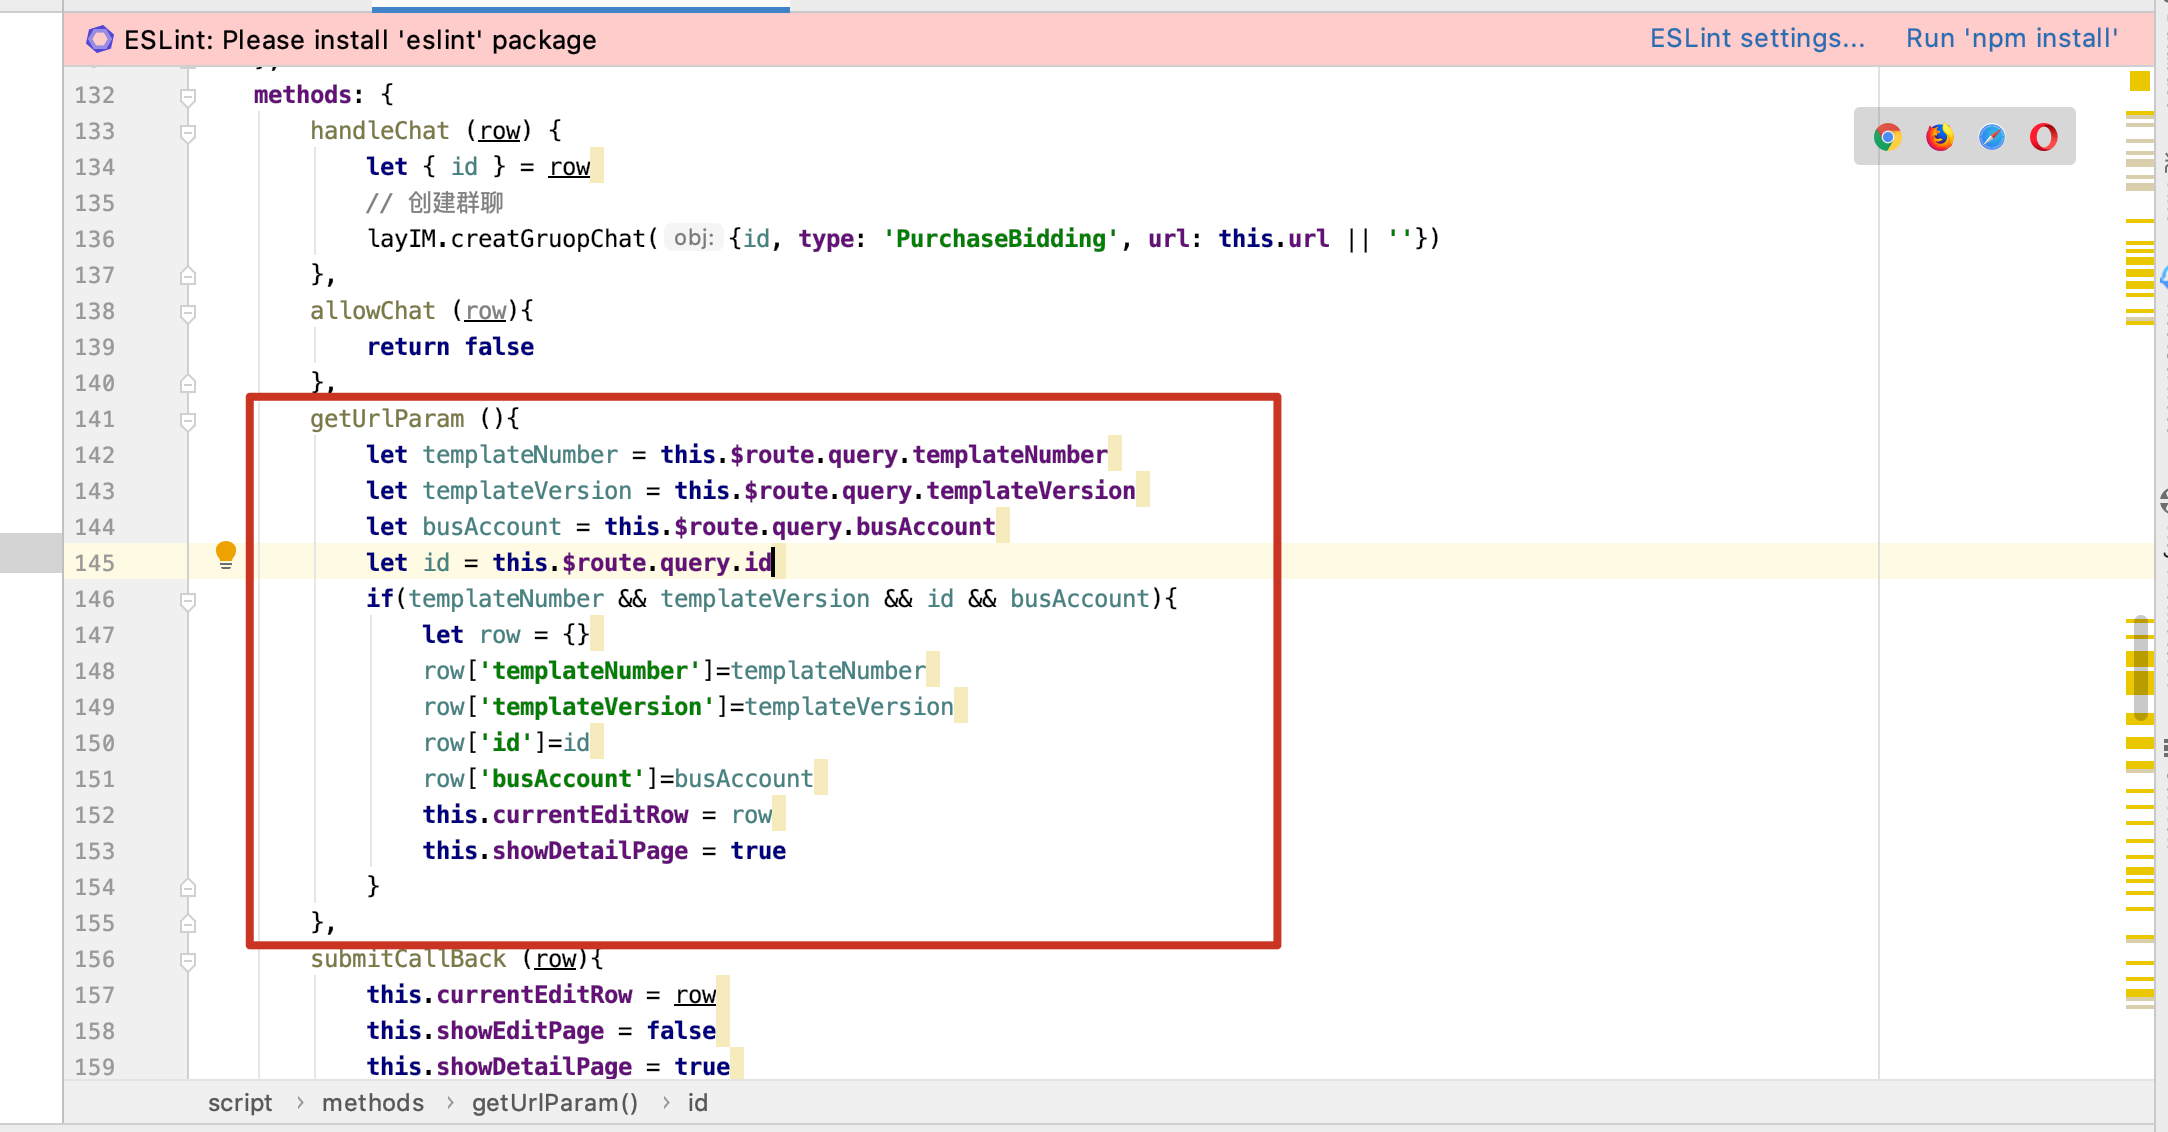 ESLint: Please install 'eslint' package
ESLint settings... Run 'npm install'
132 methods: {
133 handleChat (row) {
134 let { id } = row
135 // 创建群聊
136 layIM.creatGruopChat( obj: {id, type: 'PurchaseBidding', url: this.url || ''})
137 },
138 allowChat (row){
139 return false
140 },
141 getUrlParam (){
142 let templateNumber = this.$route.query.templateNumber
143 let templateVersion = this.$route.query.templateVersion
144 let busAccount = this.$route.query.busAccount
145 let id = this.$route.query.id
146 if(templateNumber && templateVersion && id && busAccount){
147 let row = {}
148 row['templateNumber']=templateNumber
149 row['templateVersion']=templateVersion
150 row['id']=id
151 row['busAccount']=busAccount
152 this.currentEditRow = row
153 this.showDetailPage = true
154 }
155 },
156 submitCallBack (row){
157 this.currentEditRow = row
158 this.showEditPage = false
159 this.showDetailPage = true
script › methods › getUrlParam() › id